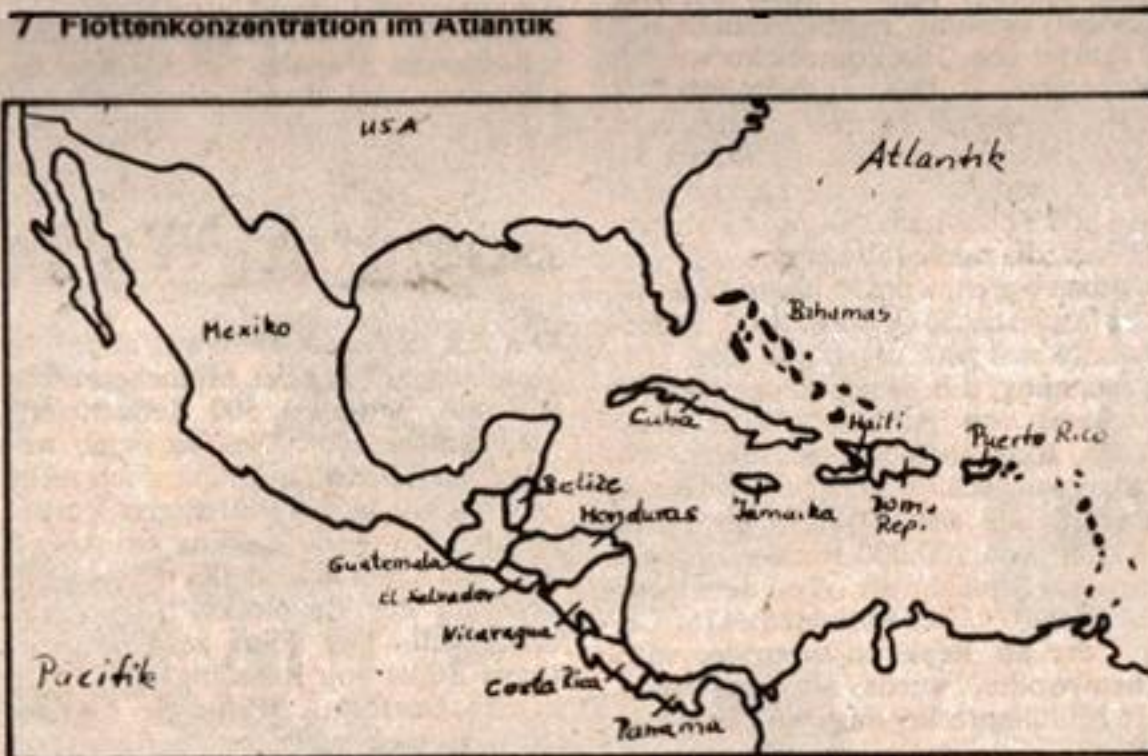 7 Flottenkonzentration im Atlantik
USA
Atlantik
Mexiko
Bahamas
Cuba
Haiti
Puerto Rico
Belize
Jamaika
Dom.
Rep.
Honduras
Guatemala
El Salvador
Nicaragua
Pacifik
Costa Rica
Panama